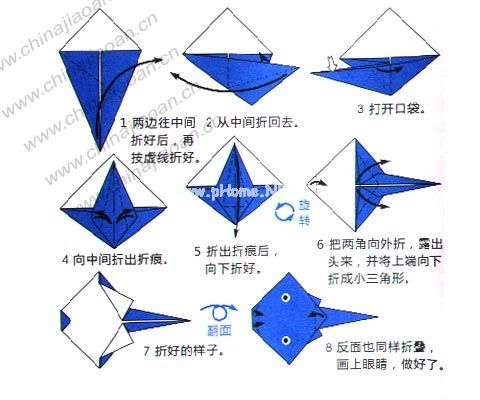 www.chinajiaoan.cn
www.chinajiaoan.cn
www.chinajiaoan.cn
1 两边往中间
折好后，再
按虚线折好。
2 从中间折回去。
3 打开口袋。
4 向中间折出折痕。
5 折出折痕后，
向下折好。
旋
转
6 把两角向外折，露出
头来，并将上端向下
折成小三角形。
7 折好的样子。
翻面
8 反面也同样折叠，
画上眼睛，做好了。